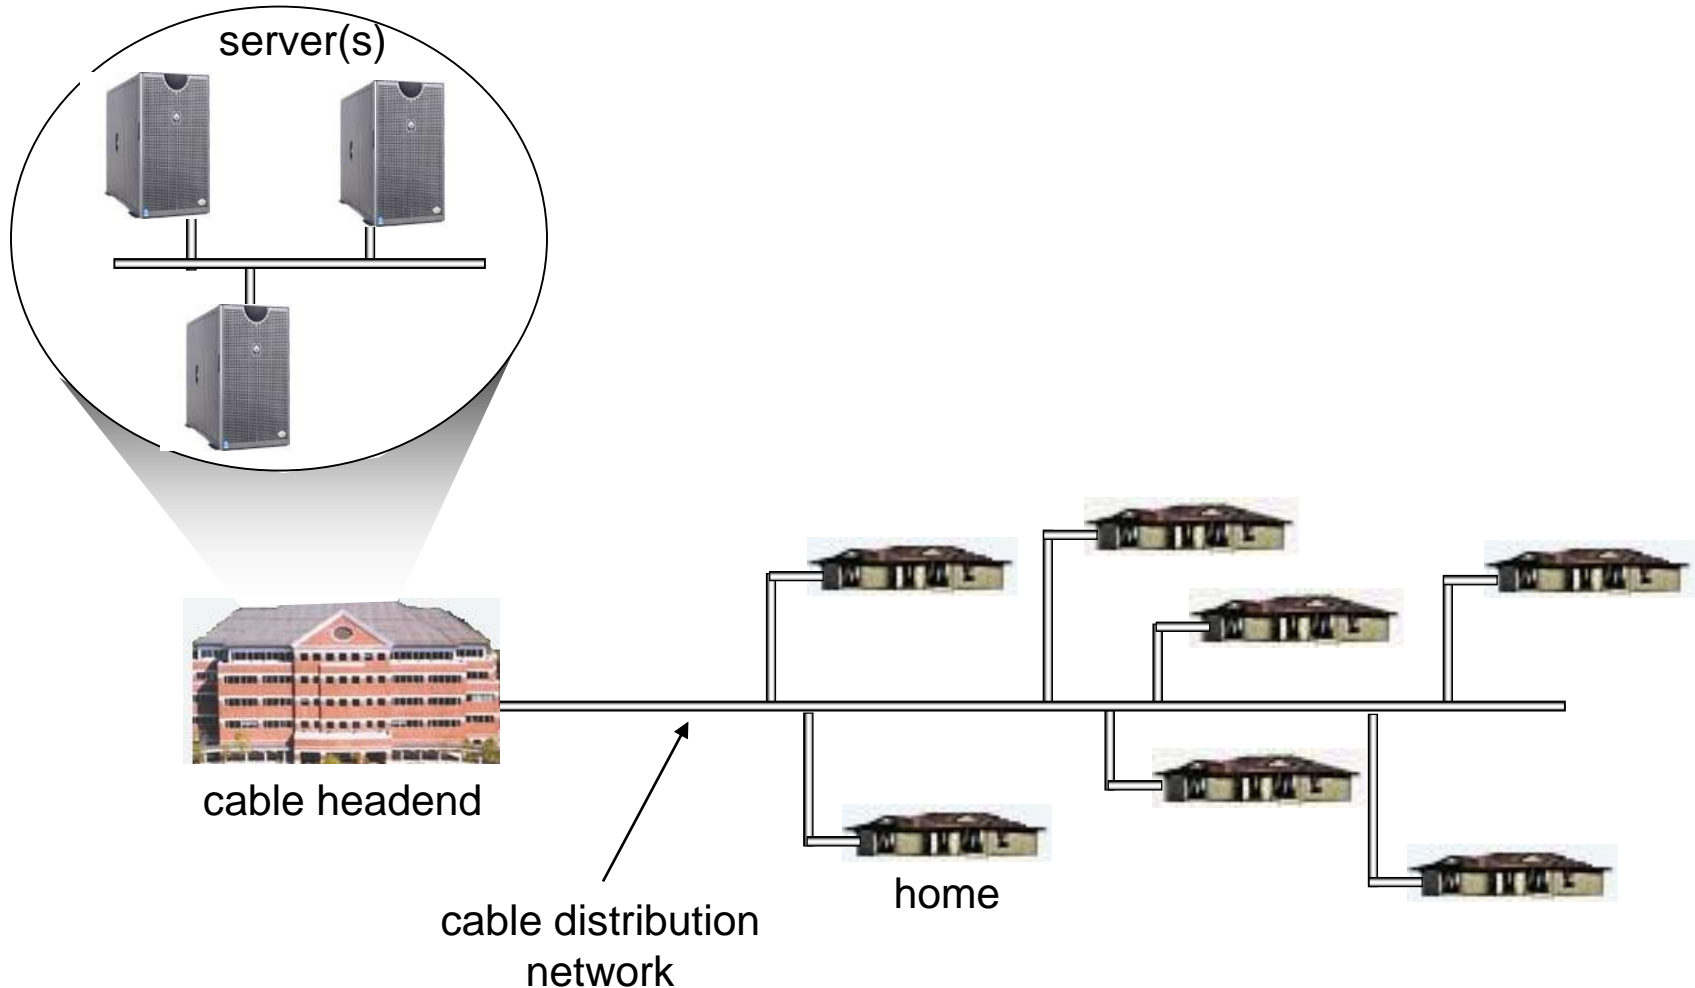 server(s)
cable headend
home
cable distribution
network